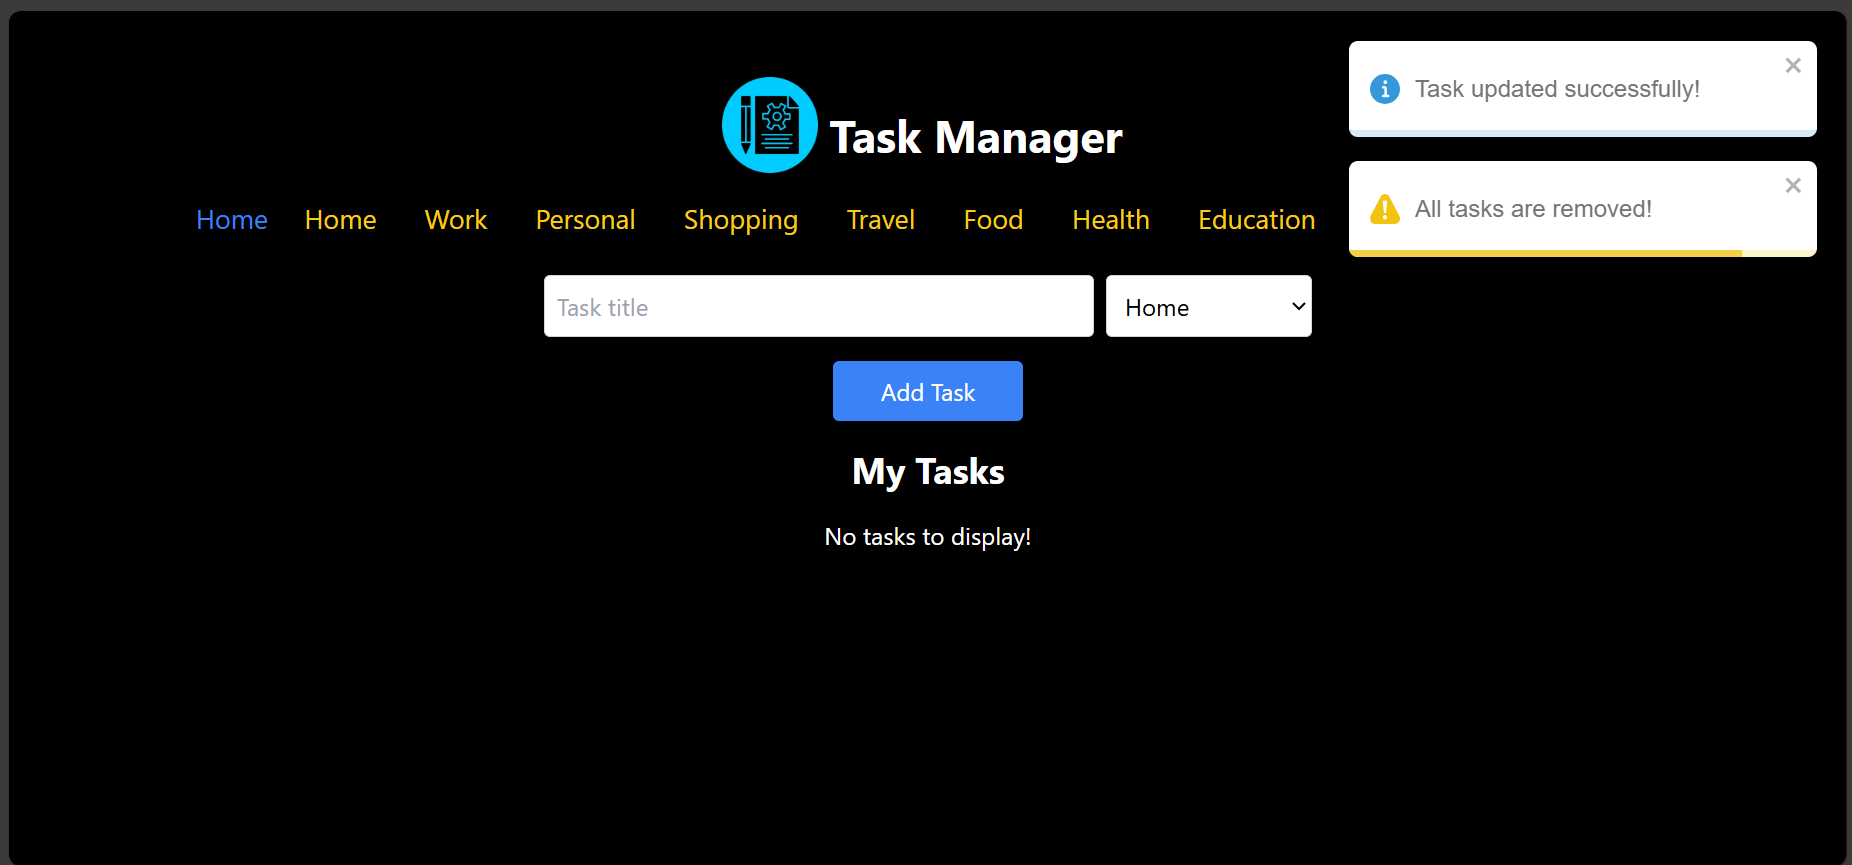 Task updated successfully!
Task Manager
All tasks are removed!
Home Home Work Personal Shopping Travel Food Health Education
Task title Home
Add Task
My Tasks
No tasks to display!